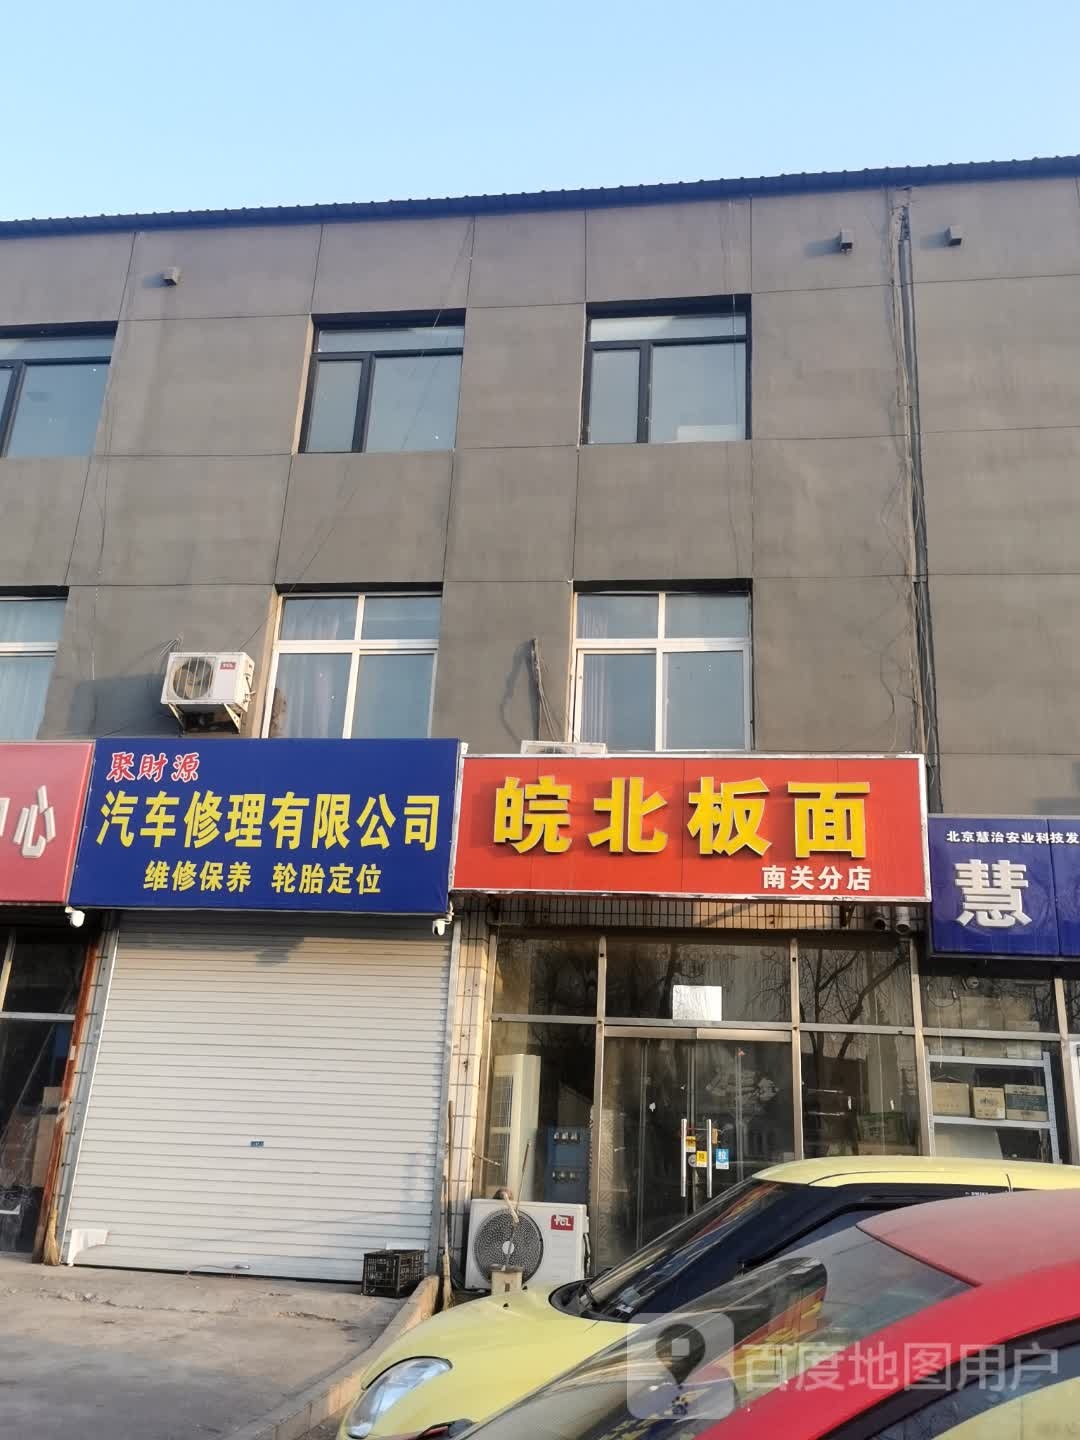 中心
聚财源
汽车修理有限公司
维修保养 轮胎定位
皖北板面
南关分店
北京慧治安业科技发
慧
TCL
TCL
百度地图用户